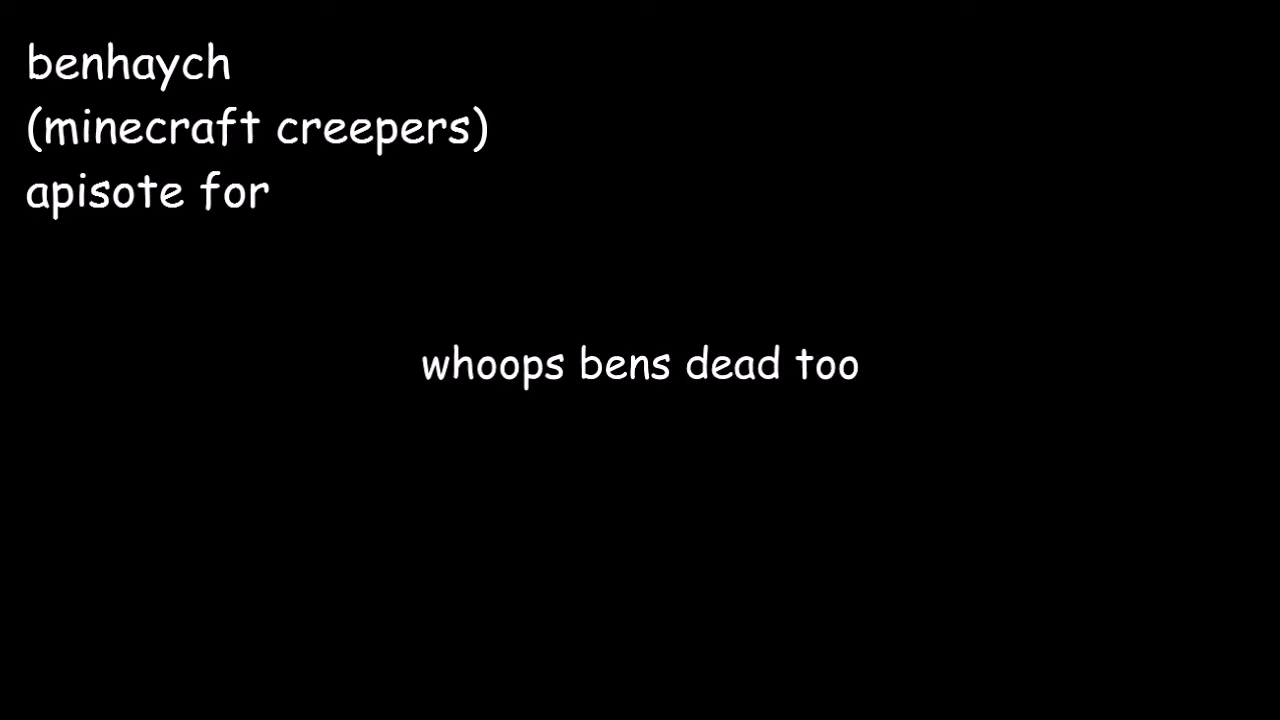 benhaych
(minecraft creepers)
apisote for
whoops bens dead too